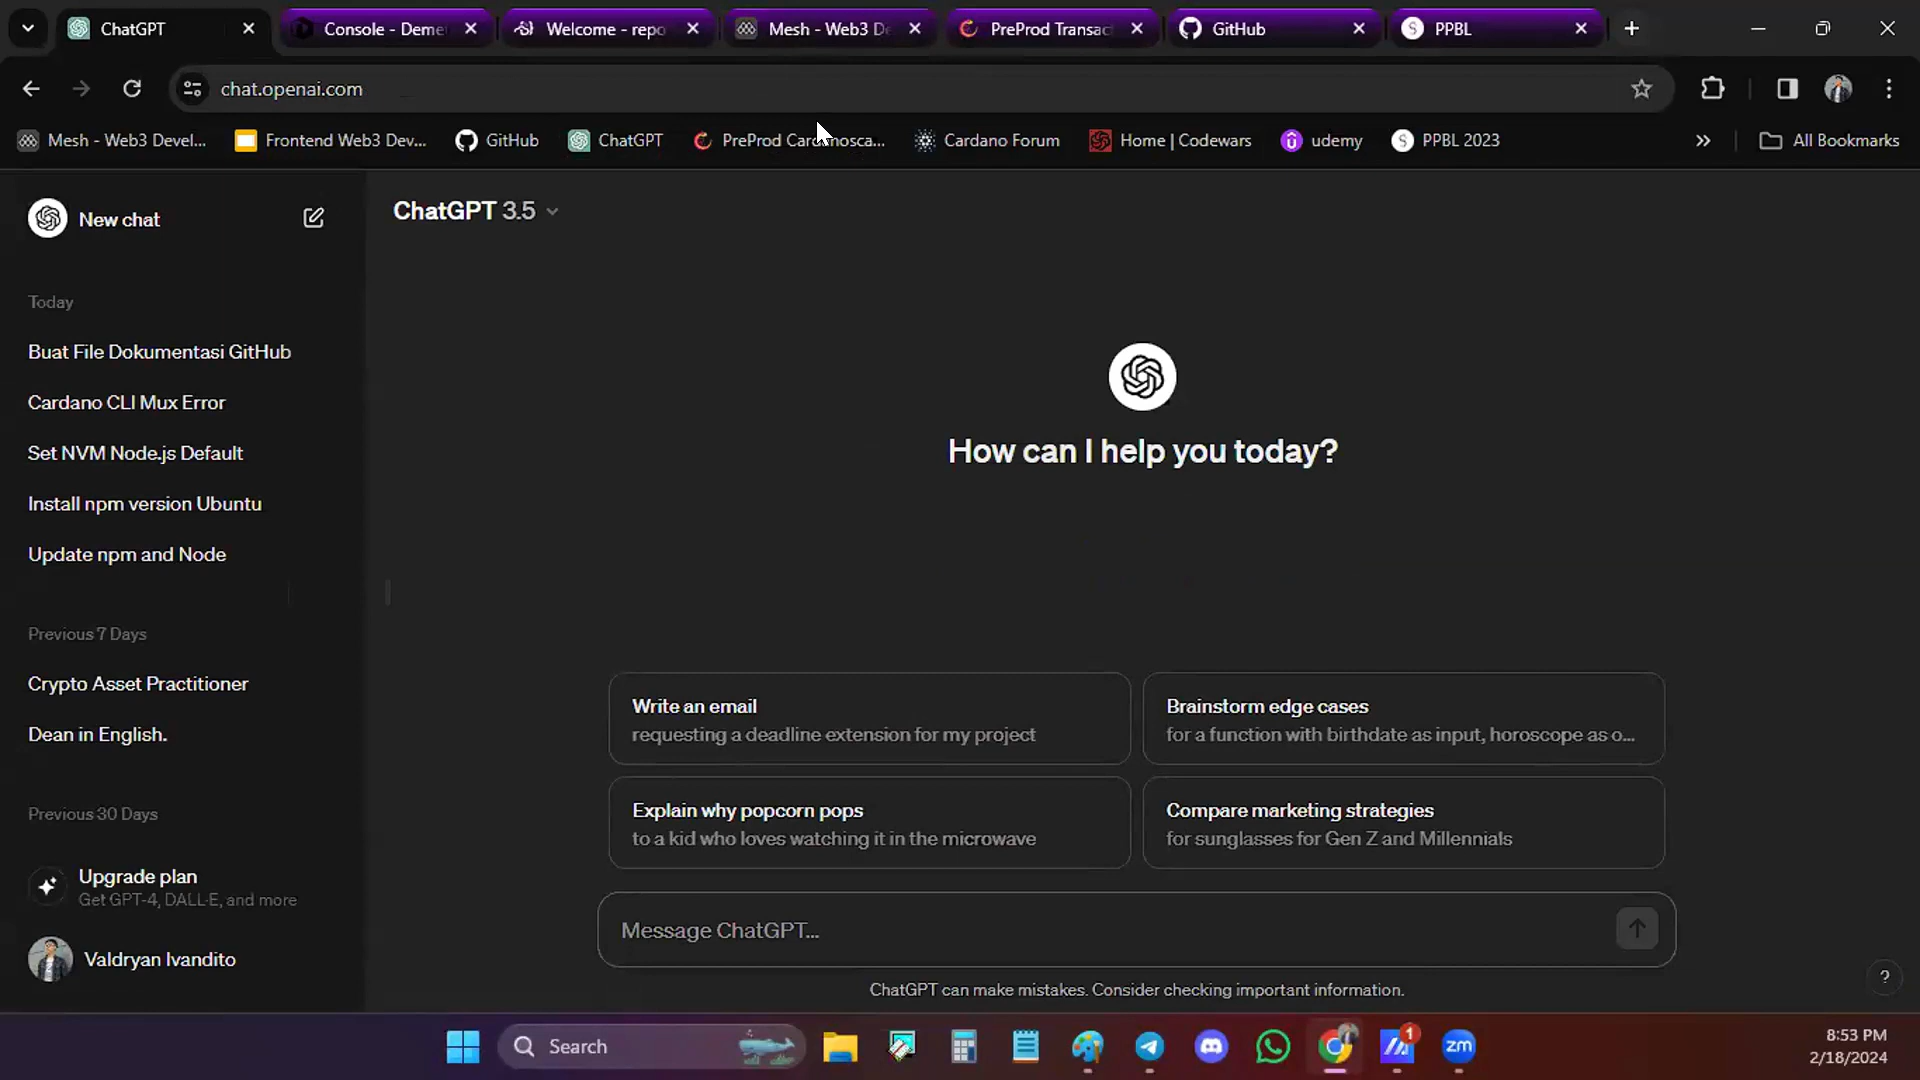 ChatGPT
Console - Deme
Welcome - repo
Mesh - Web3 De
PreProd Transac
GitHub
PPBL
chat.openai.com
Mesh - Web3 Devel...
Frontend Web3 Dev...
GitHub
ChatGPT
PreProd Cardanosca...
Cardano Forum
Home | Codewars
udemy
PPBL 2023
All Bookmarks
New chat
ChatGPT 3.5
Today
Buat File Dokumentasi GitHub
Cardano CLI Mux Error
Set NVM Node.js Default
Install npm version Ubuntu
Update npm and Node
Previous 7 Days
Crypto Asset Practitioner
Dean in English.
Previous 30 Days
Upgrade plan
Get GPT-4, DALL·E, and more
Valdryan Ivandito
How can I help you today?
Write an email
requesting a deadline extension for my project
Brainstorm edge cases
for a function with birthdate as input, horoscope as o...
Explain why popcorn pops
to a kid who loves watching it in the microwave
Compare marketing strategies
for sunglasses for Gen Z and Millennials
Message ChatGPT...
ChatGPT can make mistakes. Consider checking important information.
?
Search
zm
1
8:53 PM
2/18/2024